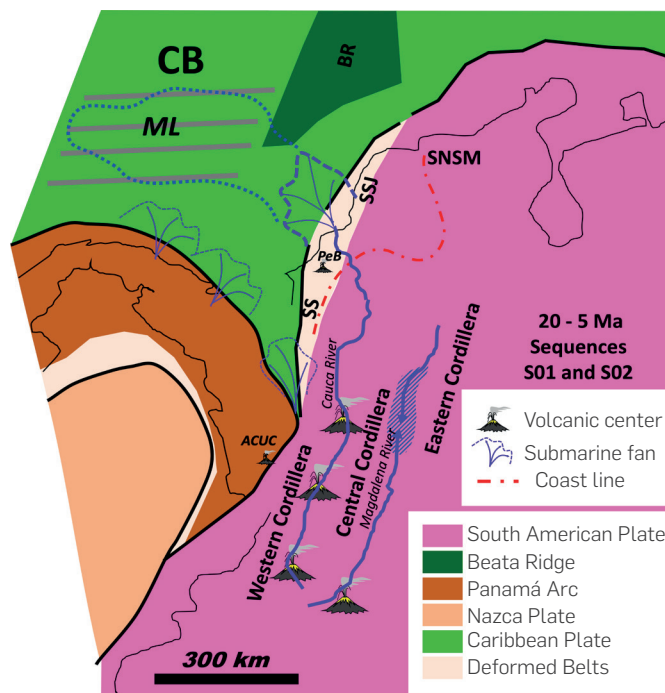 CB
BR
ML
SNSM
SSJ
PeB
SS
20 - 5 Ma
Sequences
S01 and S02
Volcanic center
Submarine fan
Coast line
Cauca River
Eastern Cordillera
Central Cordillera
Magdalena River
Western Cordillera
ACUC
South American Plate
Beata Ridge
Panamá Arc
Nazca Plate
Caribbean Plate
Deformed Belts
300 km